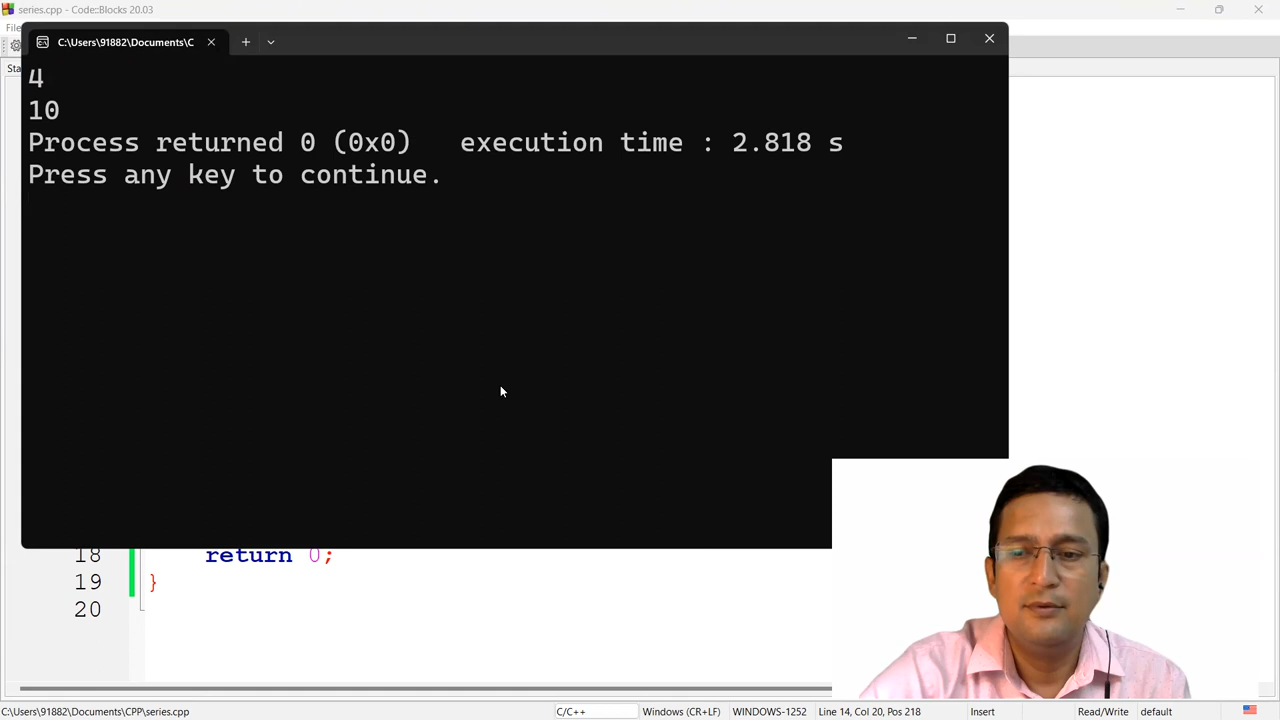 series.cpp - Code::Blocks 20.03
File
C:\Users\91882\Documents\C
Sta
4
10
Process returned 0 (0x0)   execution time : 2.818 s
Press any key to continue.
18 return 0;
19 }
20
C:\Users\91882\Documents\CPP\series.cpp C/C++ Windows (CR+LF) WINDOWS-1252 Line 14, Col 20, Pos 218 Insert Read/Write default